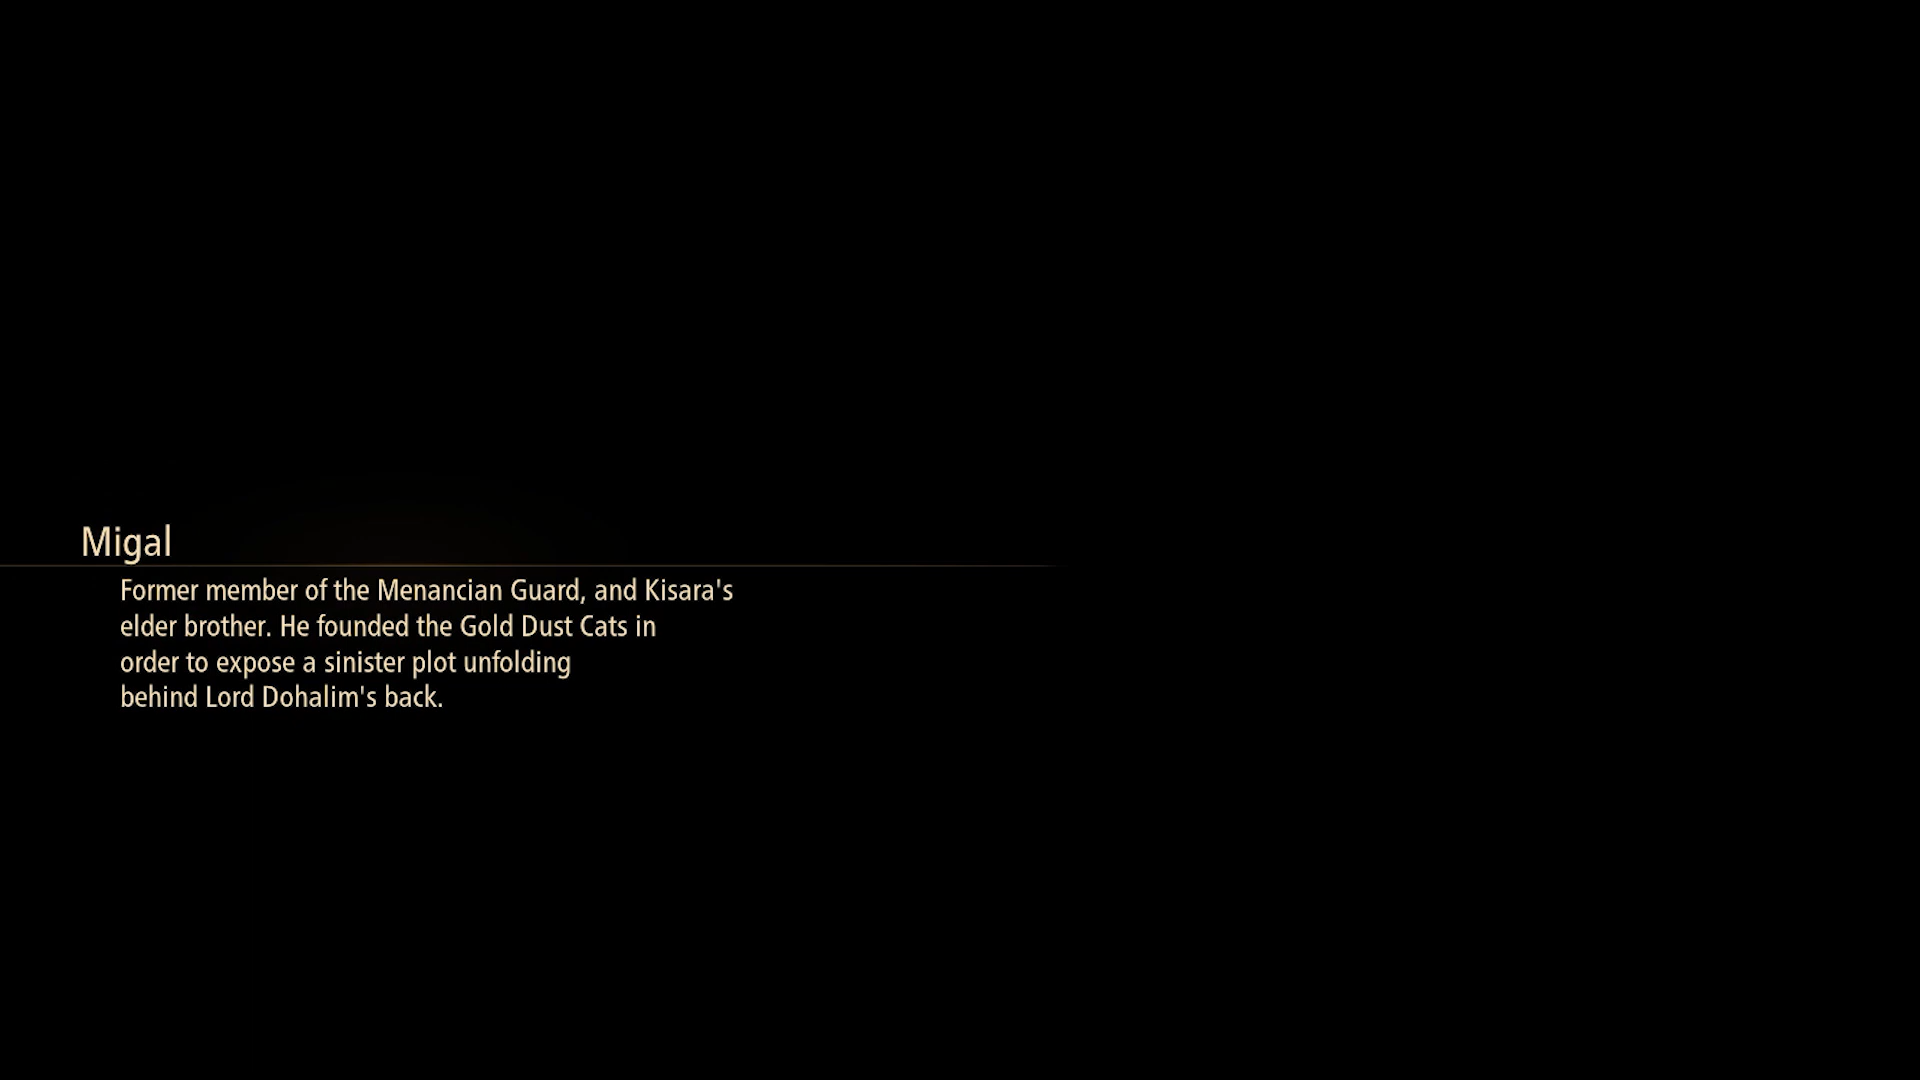 Migal
Former member of the Menancian Guard, and Kisara's
elder brother. He founded the Gold Dust Cats in
order to expose a sinister plot unfolding
behind Lord Dohalim's back.